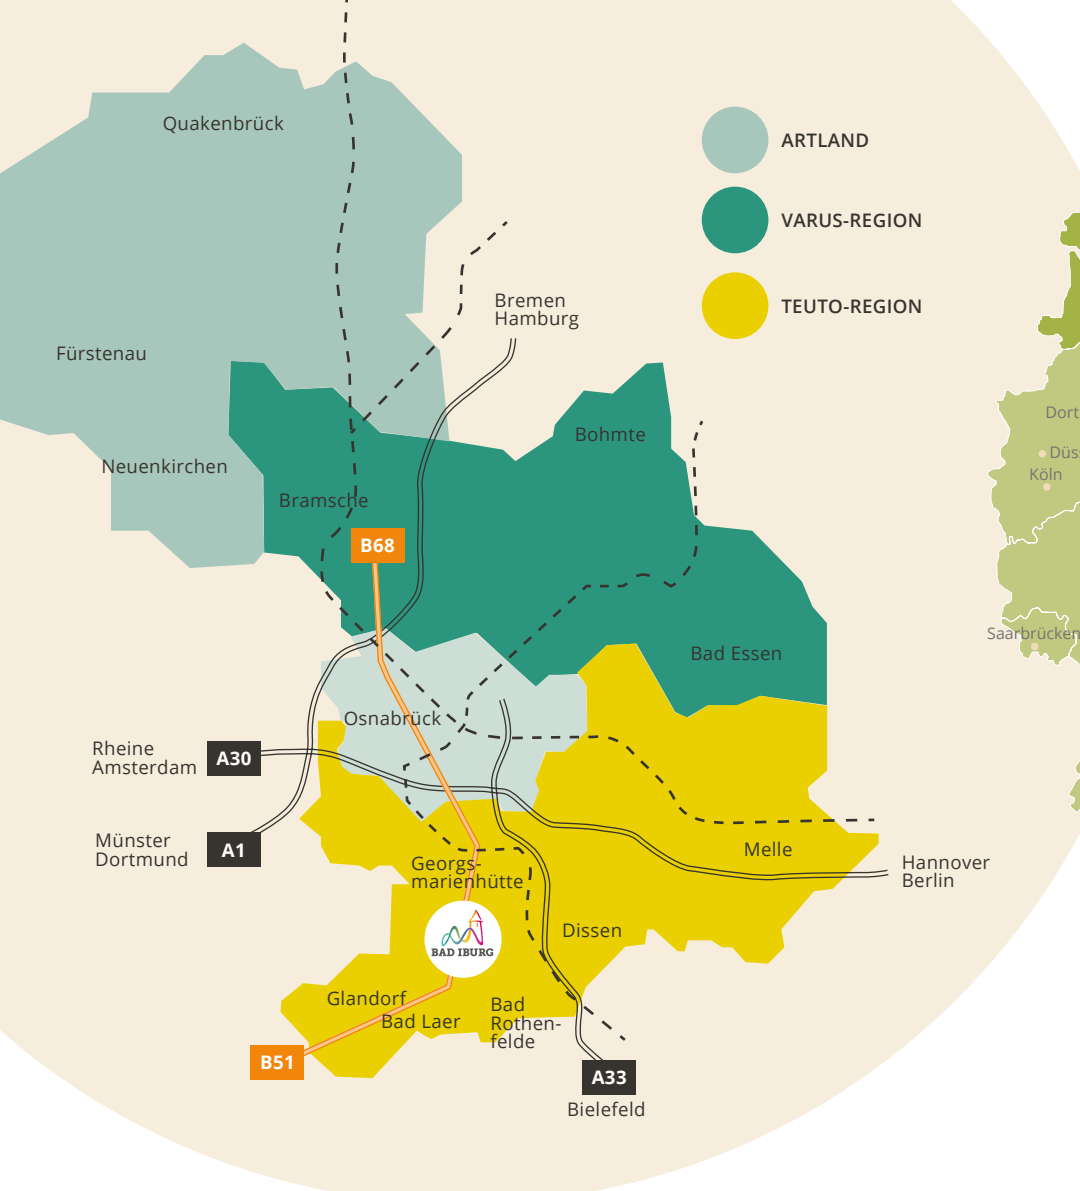 Quakenbrück
ARTLAND
VARUS-REGION
TEUTO-REGION
Bremen
Hamburg
Fürstenau
Bohmte
Neuenkirchen
Bramsche
B68
Bad Essen
Osnabrück
Rheine
Amsterdam
A30
Münster
Dortmund
A1
Georgs-
marienhütte
Melle
Hannover
Berlin
BAD IBURG
Dissen
Glandorf
Bad Laer
Bad
Rothen-
felde
B51
A33
Bielefeld
Dort
Düss
Köln
Saarbrücken